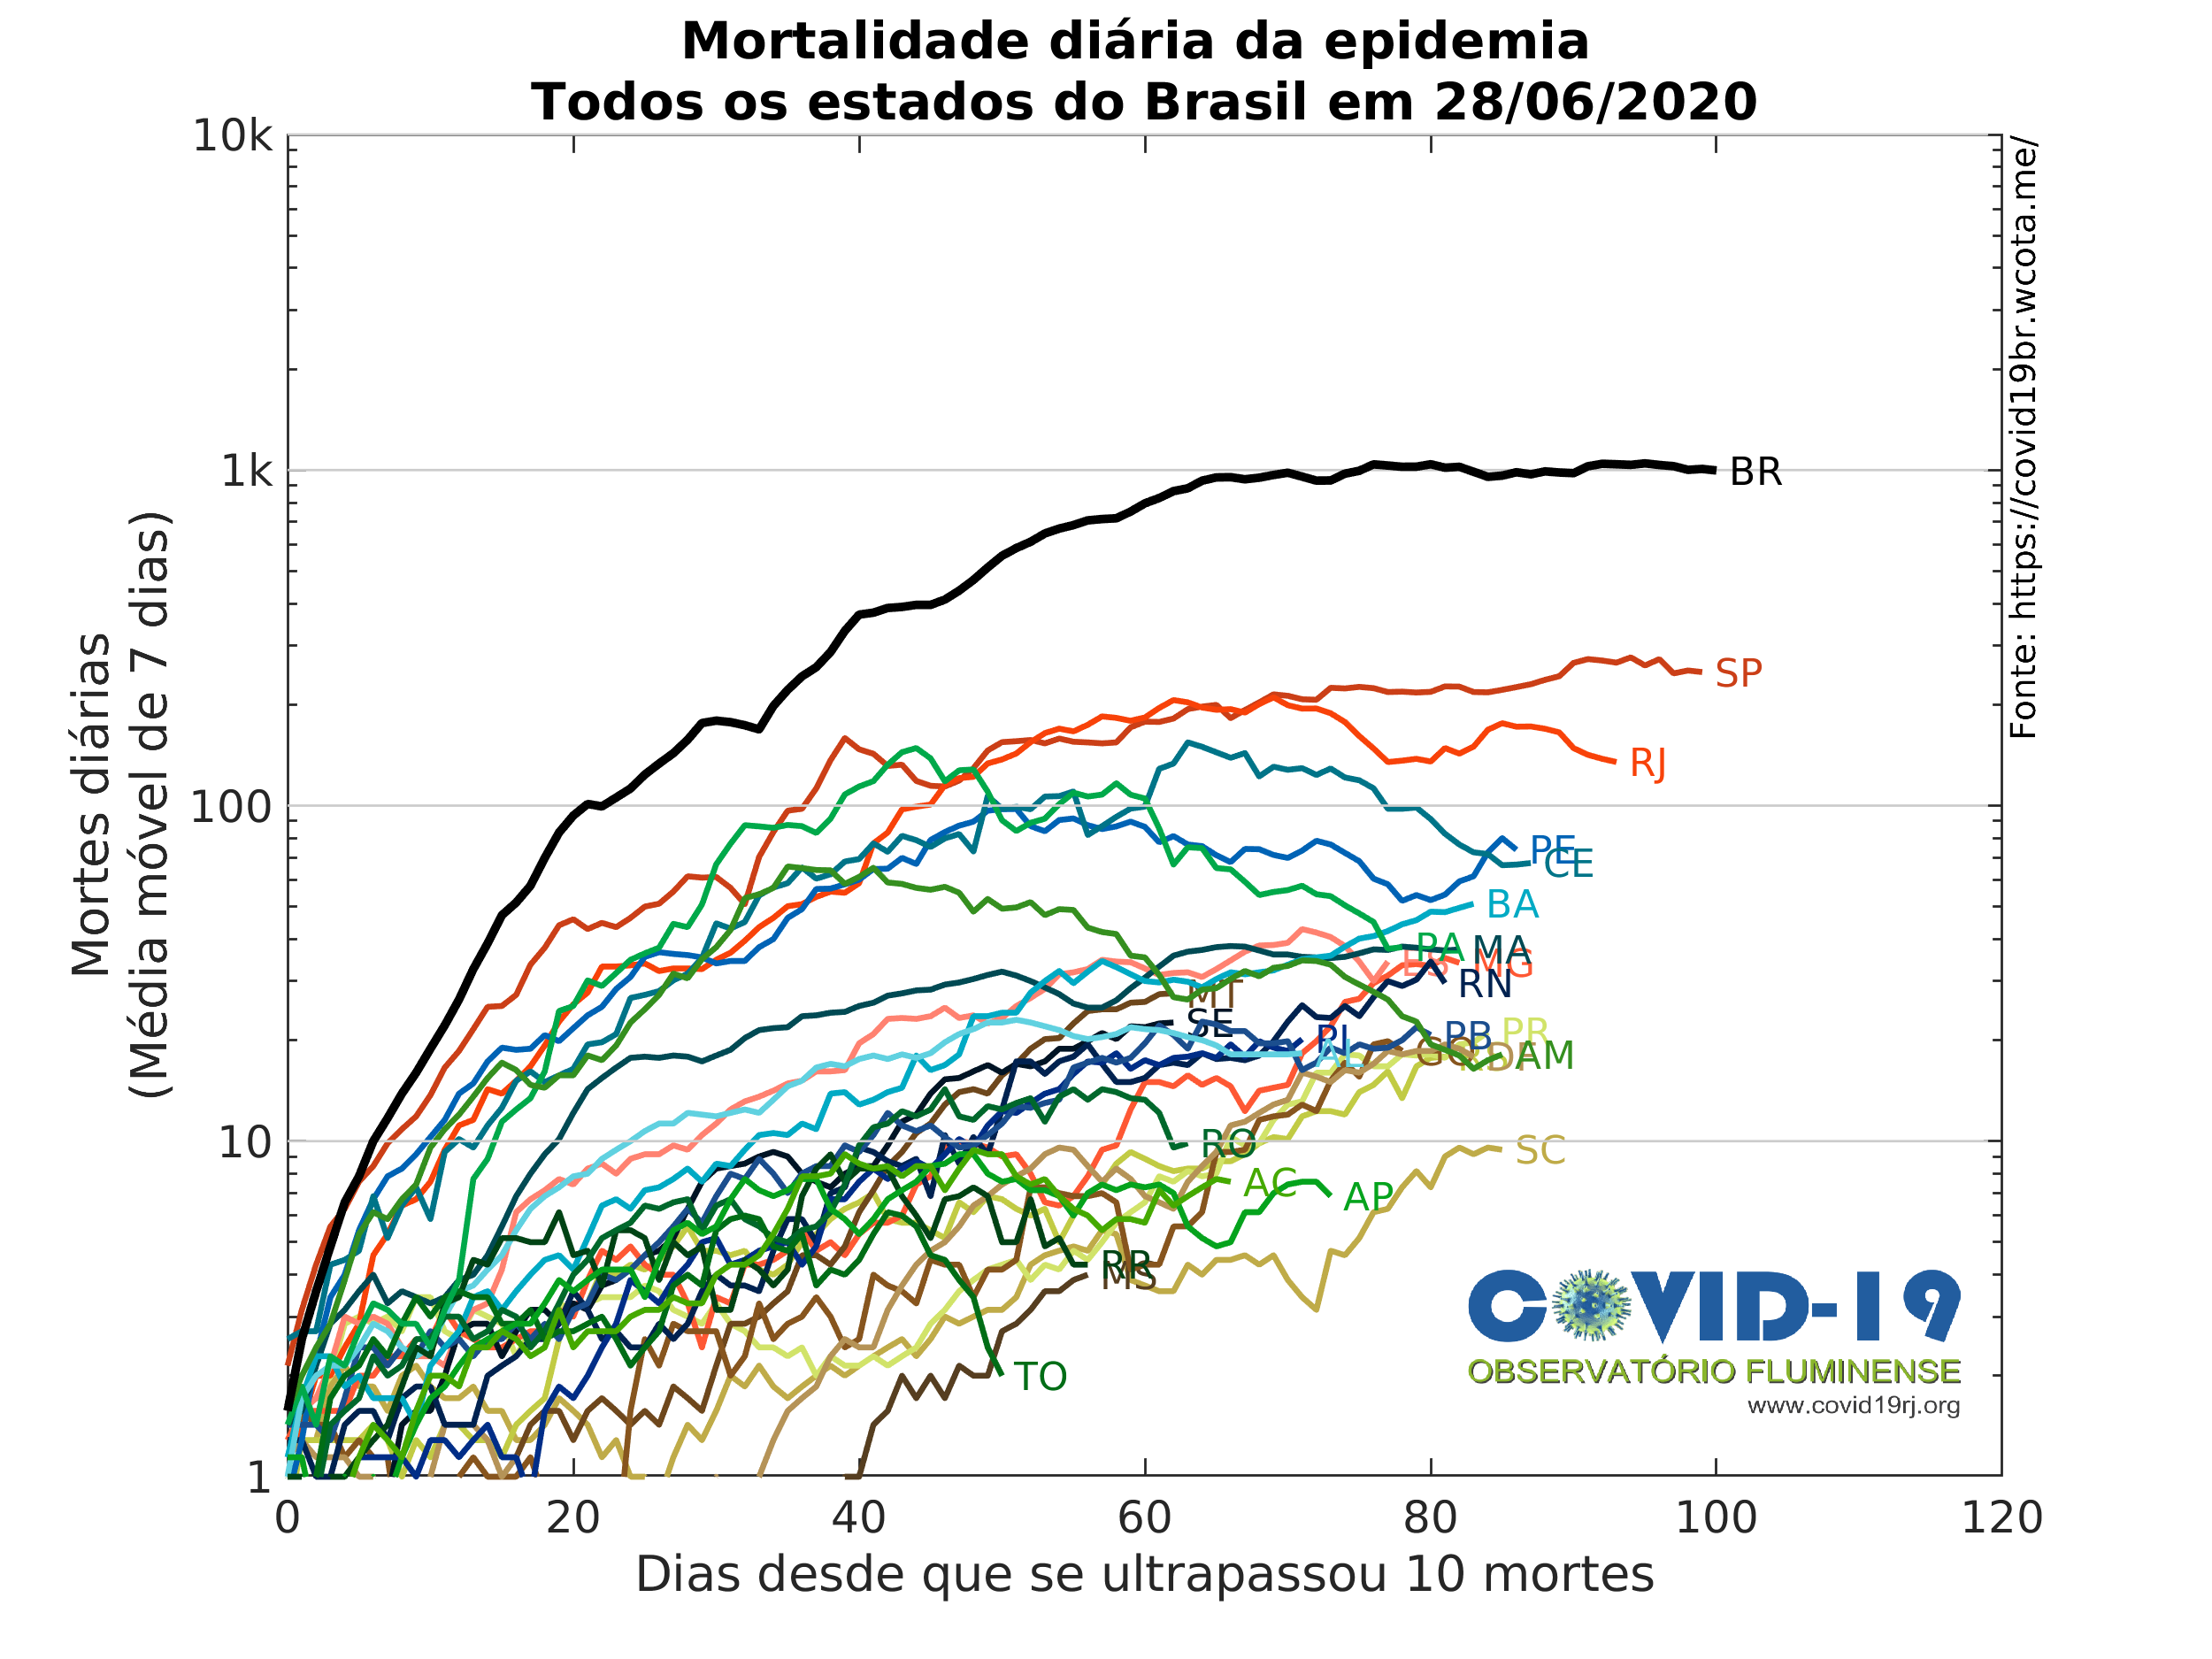 Mortalidade diária da epidemia
Todos os estados do Brasil em 28/06/2020
Mortes diárias
(Média móvel de 7 dias)
10k
1k
100
10
1
0
20
40
60
80
100
120
Dias desde que se ultrapassou 10 mortes
Fonte: https://covid19br.wcota.me/
BR
SP
RJ
PE
CE
BA
PA
MA
ES
MG
RN
MT
SE
PI
AL
PB
PR
GO
DF
AM
RO
SC
AC
AP
RR
MS
TO
COVID-19
OBSERVATÓRIO FLUMINENSE
www.covid19rj.org